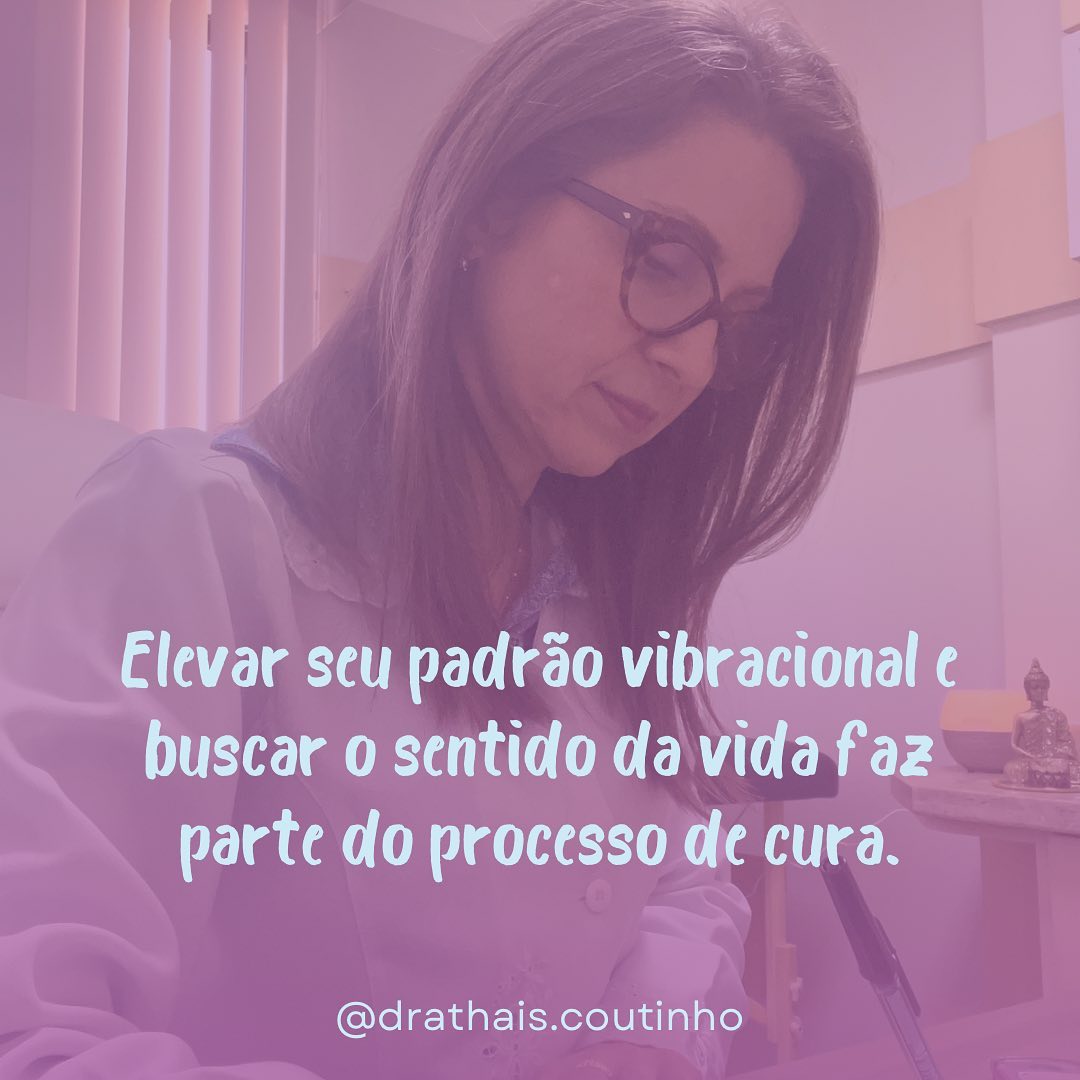 Elevar seu padrão vibracional e
buscar o sentido da vida faz
parte do processo de cura.
@drathais.coutinho